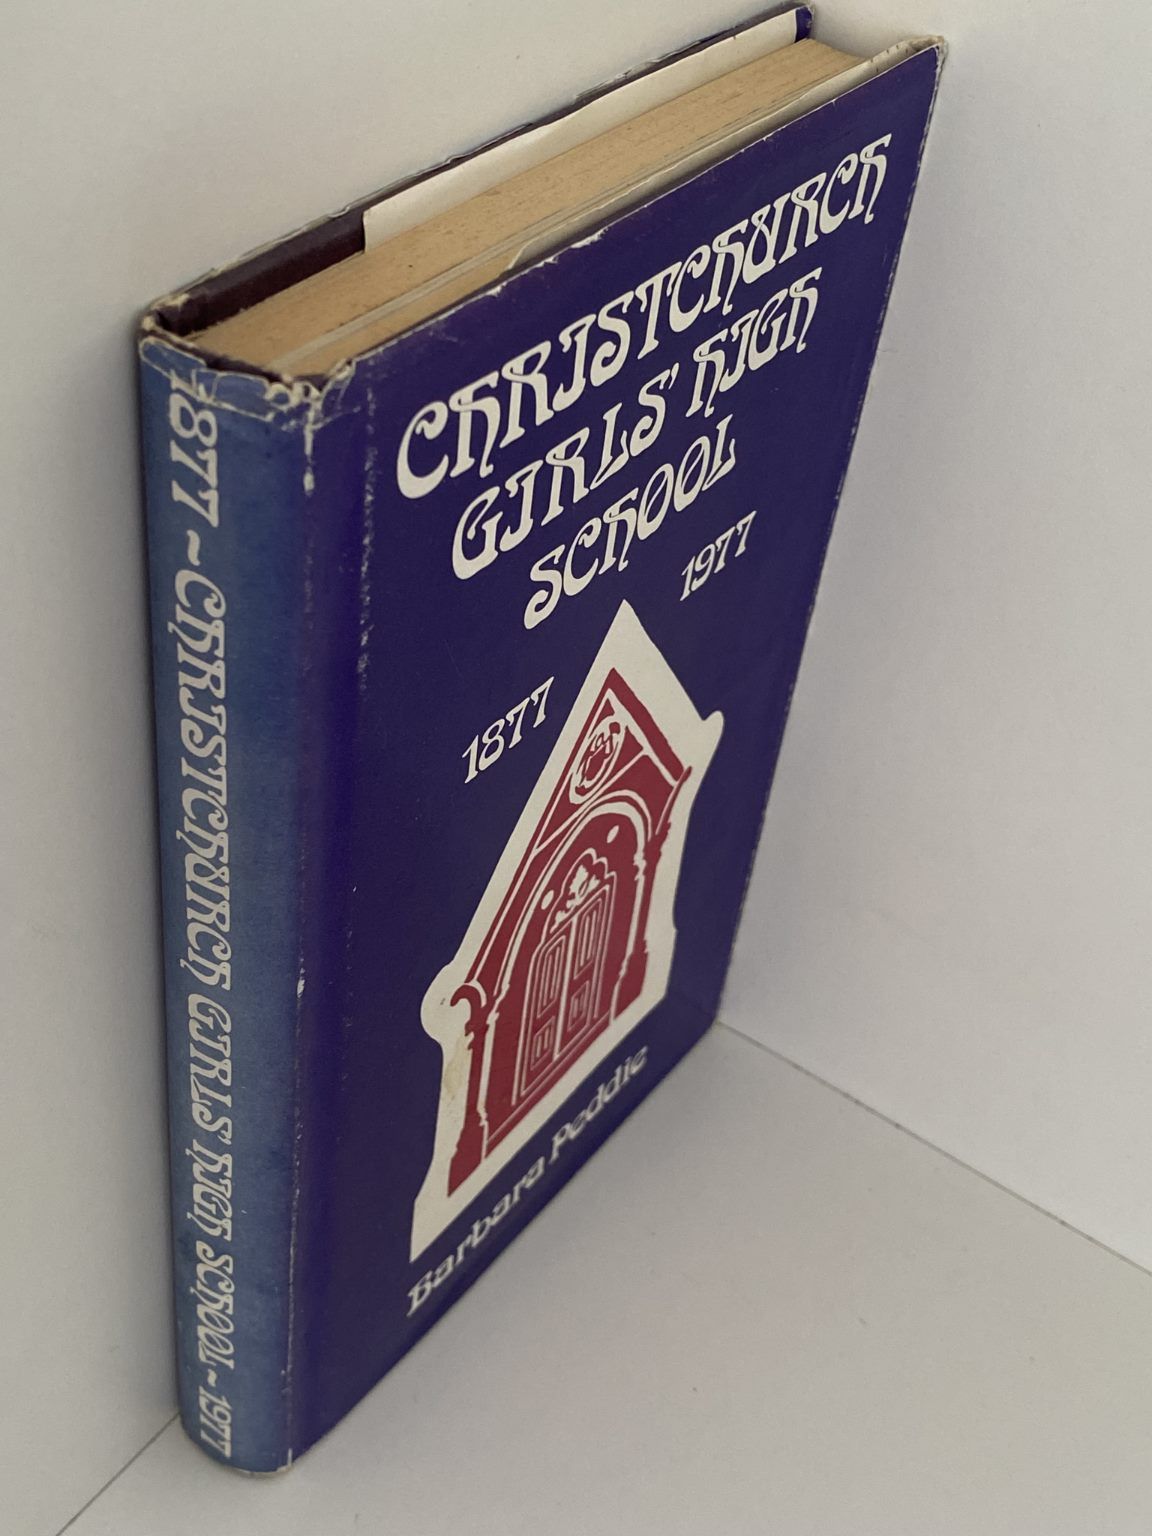 CHRISTCHURCH
GIRLS' HIGH
SCHOOL
1877 1977
Barbara Peddie
1877 ~ CHRISTCHURCH GIRLS' HIGH SCHOOL ~ 1977